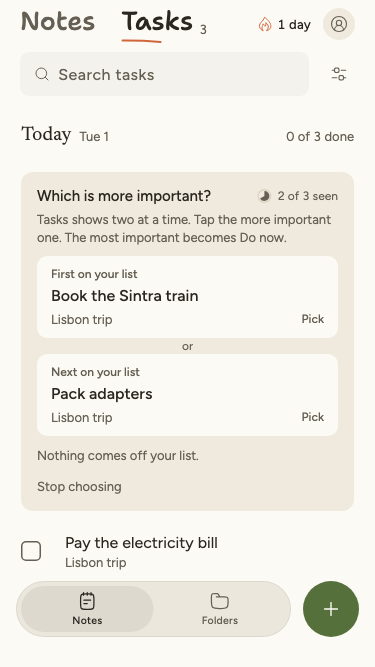 Notes
Tasks 3
1 day
Search tasks
Today Tue 1
0 of 3 done
Which is more important?
2 of 3 seen
Tasks shows two at a time. Tap the more important
one. The most important becomes Do now.
First on your list
Book the Sintra train
Lisbon trip
Pick
or
Next on your list
Pack adapters
Lisbon trip
Pick
Nothing comes off your list.
Stop choosing
Pay the electricity bill
Lisbon trip
Notes
Folders